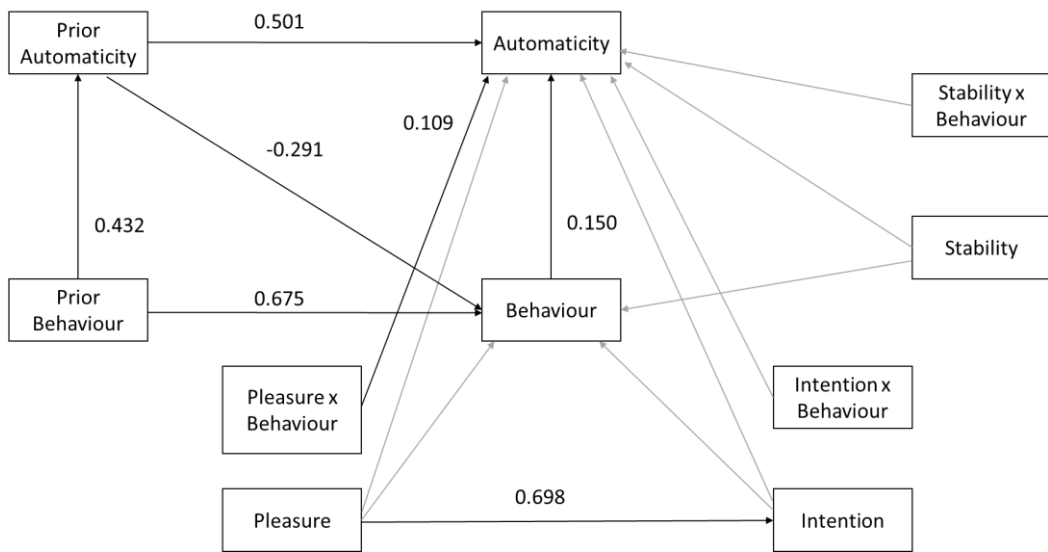 0.501
Prior
Automaticity
Automaticity
Stability x
Behaviour
0.109
-0.291
0.432
0.150
Stability
Prior
Behaviour
0.675
Behaviour
Pleasure x
Behaviour
Intention x
Behaviour
Pleasure
0.698
Intention